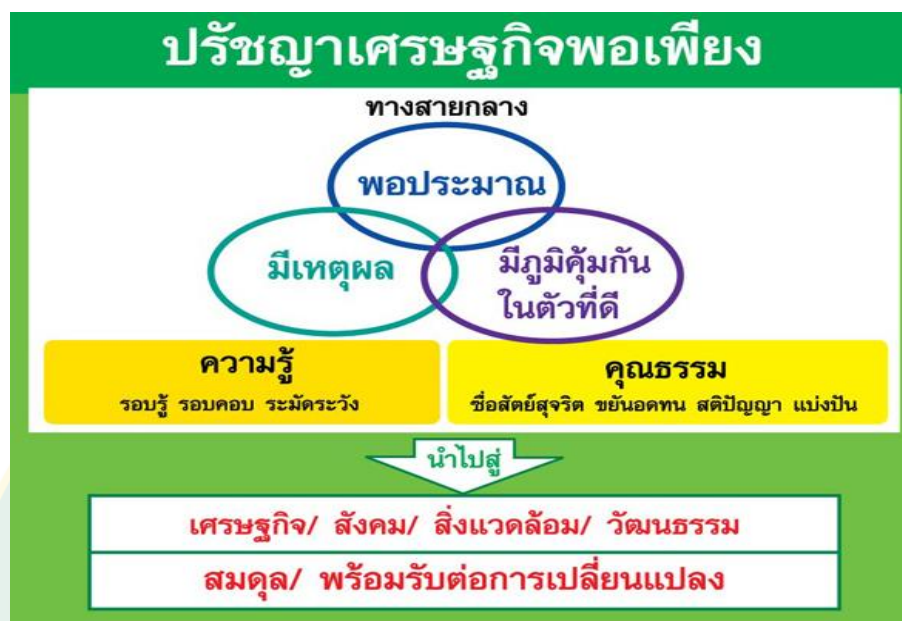 ปรัชญาเศรษฐกิจพอเพียง
ทางสายกลาง
พอประมาณ
มีเหตุผล
มีภูมิคุ้มกัน
ในตัวที่ดี
ความรู้
รอบรู้ รอบคอบ ระมัดระวัง
คุณธรรม
ซื่อสัตย์สุจริต ขยันอดทน สติปัญญา แบ่งปัน
นำไปสู่
เศรษฐกิจ/ สังคม/ สิ่งแวดล้อม/ วัฒนธรรม
สมดุล/ พร้อมรับต่อการเปลี่ยนแปลง